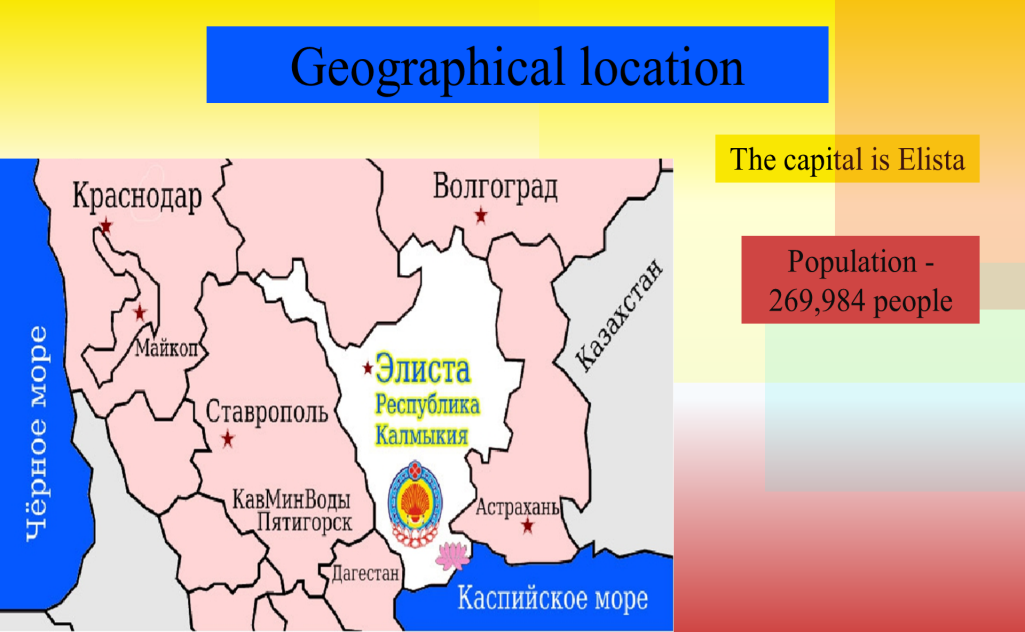 Geographical location
The capital is Elista
Population -
269,984 people
Краснодар
Волгоград
Казахстан
Майкоп
Чёрное море
Элиста
Республика
Калмыкия
Ставрополь
КавМинВоды
Пятигорск
Астрахань
Дагестан
Каспийское море